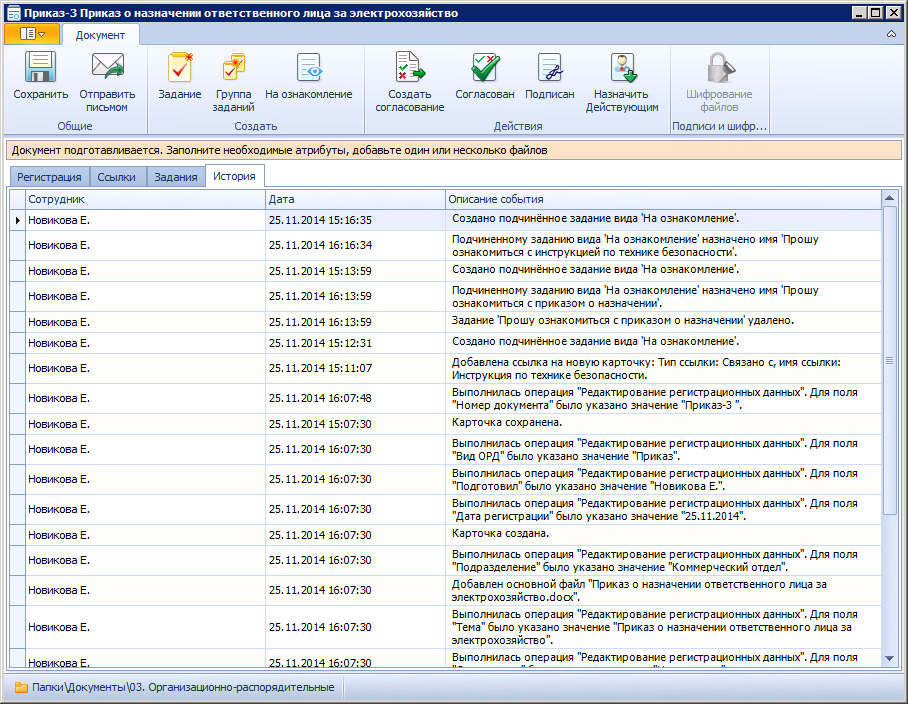 Приказ-3 Приказ о назначении ответственного лица за электрохозяйство
Документ
Сохранить
Отправить
письмом
Задание
Группа
заданий
На ознакомление
Создать
согласование
Согласован
Подписан
Назначить
Действующим
Шифрование
файлов
Общие
Создать
Действия
Подписи и шифр...
Документ подготавливается. Заполните необходимые атрибуты, добавьте один или несколько файлов
Регистрация Ссылки Задания История
Сотрудник Дата Описание события
Новикова Е. 25.11.2014 15:16:35 Создано подчинённое задание вида 'На ознакомление'.
Новикова Е. 25.11.2014 16:16:34 Подчиненному заданию вида 'На ознакомление' назначено имя 'Прошу
ознакомиться с инструкцией по технике безопасности'.
Новикова Е. 25.11.2014 15:13:59 Создано подчинённое задание вида 'На ознакомление'.
Новикова Е. 25.11.2014 16:13:59 Подчиненному заданию вида 'На ознакомление' назначено имя 'Прошу
ознакомиться с приказом о назначении'.
Новикова Е. 25.11.2014 16:13:59 Задание 'Прошу ознакомиться с приказом о назначении' удалено.
Новикова Е. 25.11.2014 15:12:31 Создано подчинённое задание вида 'На ознакомление'.
Новикова Е. 25.11.2014 15:11:07 Добавлена ссылка на новую карточку: Тип ссылки: Связано с, имя ссылки:
Инструкция по технике безопасности.
Новикова Е. 25.11.2014 16:07:48 Выполнилась операция "Редактирование регистрационных данных". Для поля
"Номер документа" было указано значение "Приказ-3 ".
Новикова Е. 25.11.2014 15:07:30 Карточка сохранена.
Новикова Е. 25.11.2014 16:07:30 Выполнилась операция "Редактирование регистрационных данных". Для поля
"Вид ОРД" было указано значение "Приказ".
Новикова Е. 25.11.2014 16:07:30 Выполнилась операция "Редактирование регистрационных данных". Для поля
"Подготовил" было указано значение "Новикова Е.".
Новикова Е. 25.11.2014 16:07:30 Выполнилась операция "Редактирование регистрационных данных". Для поля
"Дата регистрации" было указано значение "25.11.2014".
Новикова Е. 25.11.2014 16:07:30 Карточка создана.
Новикова Е. 25.11.2014 16:07:30 Выполнилась операция "Редактирование регистрационных данных". Для поля
"Подразделение" было указано значение "Коммерческий отдел".
Новикова Е. 25.11.2014 16:07:30 Добавлен основной файл "Приказ о назначении ответственного лица за
электрохозяйство.docx".
Новикова Е. 25.11.2014 16:07:30 Выполнилась операция "Редактирование регистрационных данных". Для поля
"Тема" было указано значение "Приказ о назначении ответственного лица за
электрохозяйство".
Новикова Е. 25.11.2014 16:07:30 Выполнилась операция "Редактирование регистрационных данных". Для поля
Папки\Документы\03. Организационно-распорядительные